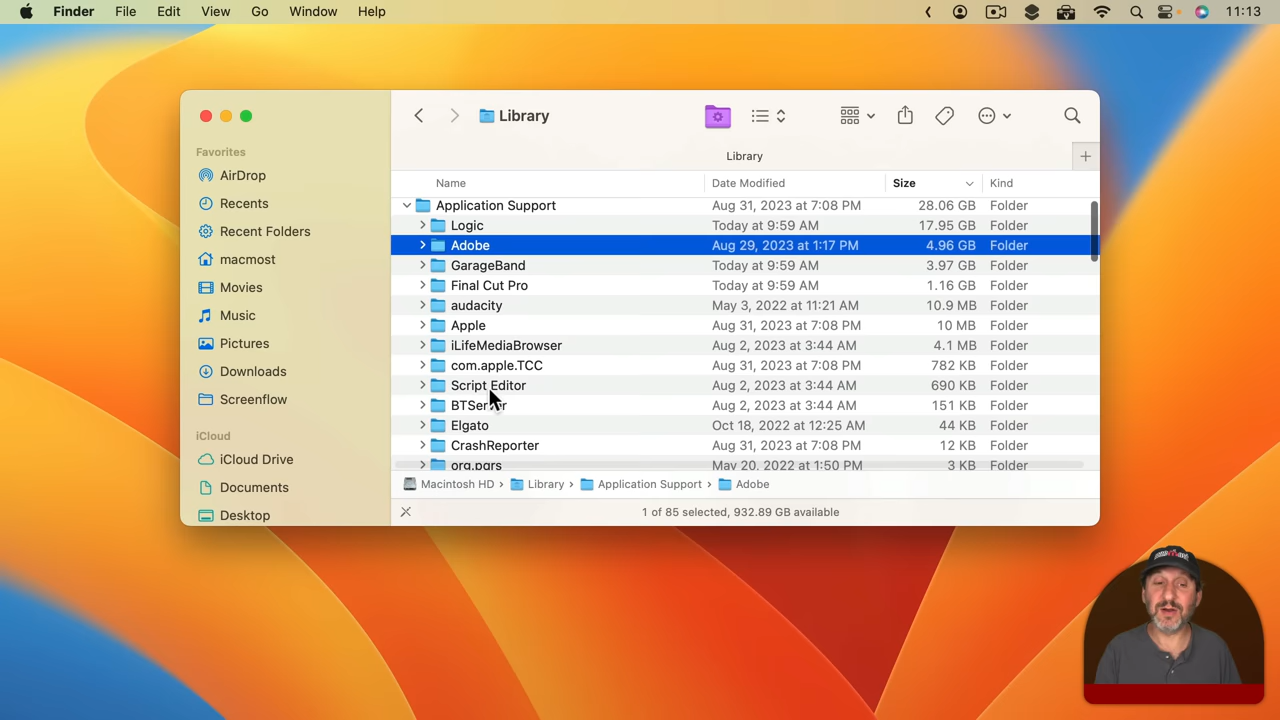 Finder File Edit View Go Window Help 11:13
Library
Library
Favorites
AirDrop
Recents
Recent Folders
macmost
Movies
Music
Pictures
Downloads
Screenflow
iCloud
iCloud Drive
Documents
Desktop
Name Date Modified Size Kind
Application Support Aug 31, 2023 at 7:08 PM 28.06 GB Folder
Logic Today at 9:59 AM 17.95 GB Folder
Adobe Aug 29, 2023 at 1:17 PM 4.96 GB Folder
GarageBand Today at 9:59 AM 3.97 GB Folder
Final Cut Pro Today at 9:59 AM 1.16 GB Folder
audacity May 3, 2022 at 11:21 AM 10.9 MB Folder
Apple Aug 31, 2023 at 7:08 PM 10 MB Folder
iLifeMediaBrowser Aug 2, 2023 at 3:44 AM 4.1 MB Folder
com.apple.TCC Aug 31, 2023 at 7:08 PM 782 KB Folder
Script Editor Aug 2, 2023 at 3:44 AM 690 KB Folder
BTServer Aug 2, 2023 at 3:44 AM 151 KB Folder
Elgato Oct 18, 2022 at 12:25 AM 44 KB Folder
CrashReporter Aug 31, 2023 at 7:08 PM 12 KB Folder
org.pqrs May 20, 2022 at 1:50 PM 3 KB Folder
Macintosh HD › Library › Application Support › Adobe
1 of 85 selected, 932.89 GB available